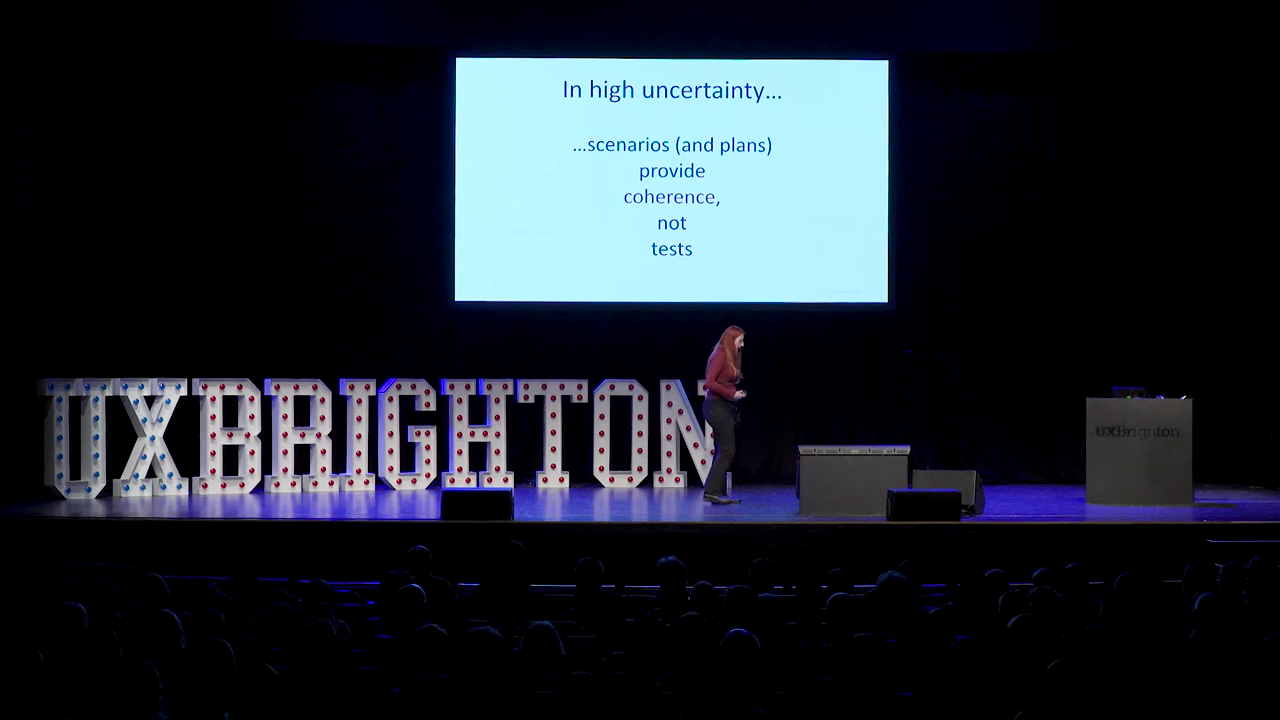 In high uncertainty...
...scenarios (and plans)
provide
coherence,
not
tests
UXBRIGHTON
UXBrighton